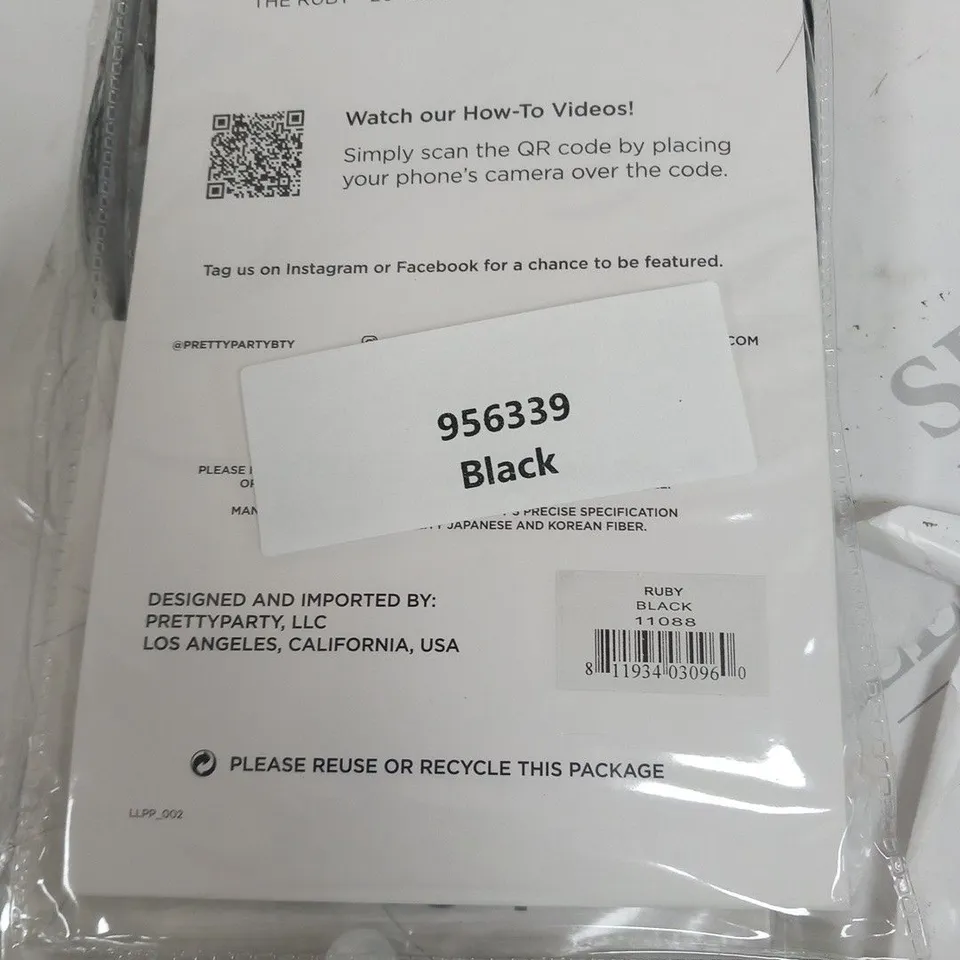 THE RUBY
Watch our How-To Videos!
Simply scan the QR code by placing
your phone's camera over the code.
Tag us on Instagram or Facebook for a chance to be featured.
@PRETTYPARTYBTY
.COM
956339
Black
PLEASE
MAN
PRECISE SPECIFICATION
JAPANESE AND KOREAN FIBER.
DESIGNED AND IMPORTED BY:
PRETTYPARTY, LLC
LOS ANGELES, CALIFORNIA, USA
RUBY
BLACK
11088
8 11934 03096 0
PLEASE REUSE OR RECYCLE THIS PACKAGE
LLPP_002